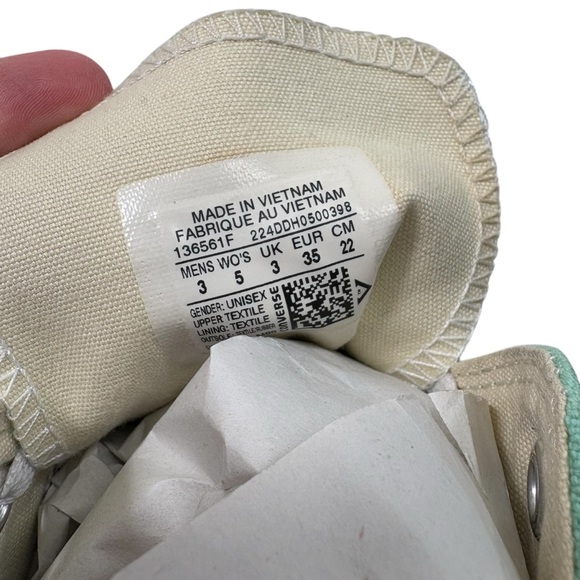 MADE IN VIETNAM
FABRIQUE AU VIETNAM
136561F 224DDH0500398
MENS WO'S UK EUR CM
3 5 3 35 22
GENDER: UNISEX
UPPER: TEXTILE
LINING: TEXTILE
OUTSOLE:
CONVERSE